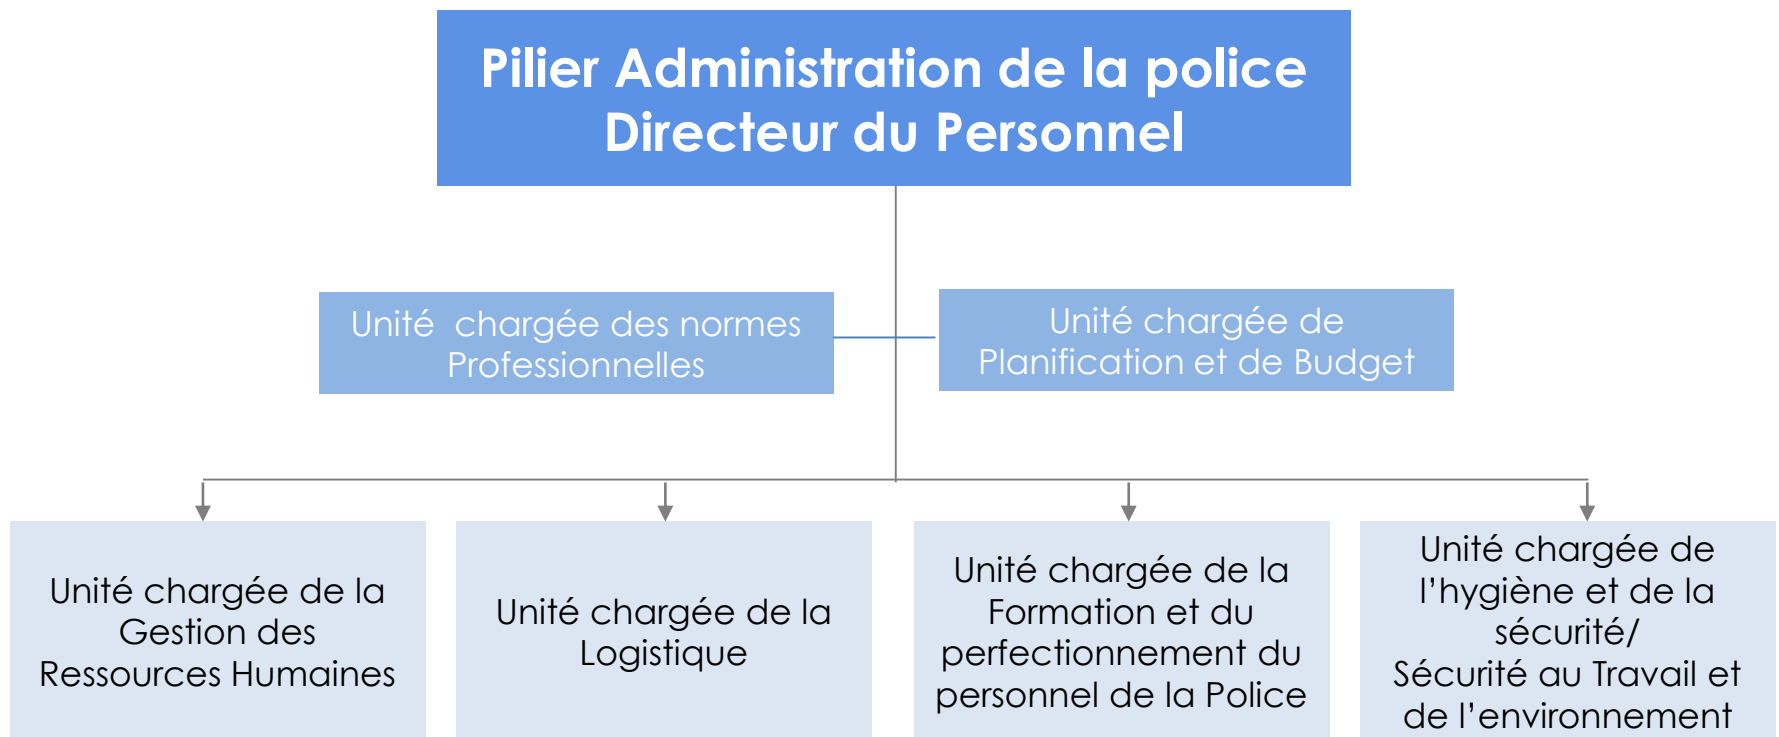 Pilier Administration de la police
Directeur du Personnel
Unité  chargée des normes
Professionnelles
Unité chargée de
Planification et de Budget
Unité chargée de la
Gestion des
Ressources Humaines
Unité chargée de la
Logistique
Unité chargée de la
Formation et du
perfectionnement du
personnel de la Police
Unité chargée de
l’hygiène et de la
sécurité/
Sécurité au Travail et
de l’environnement